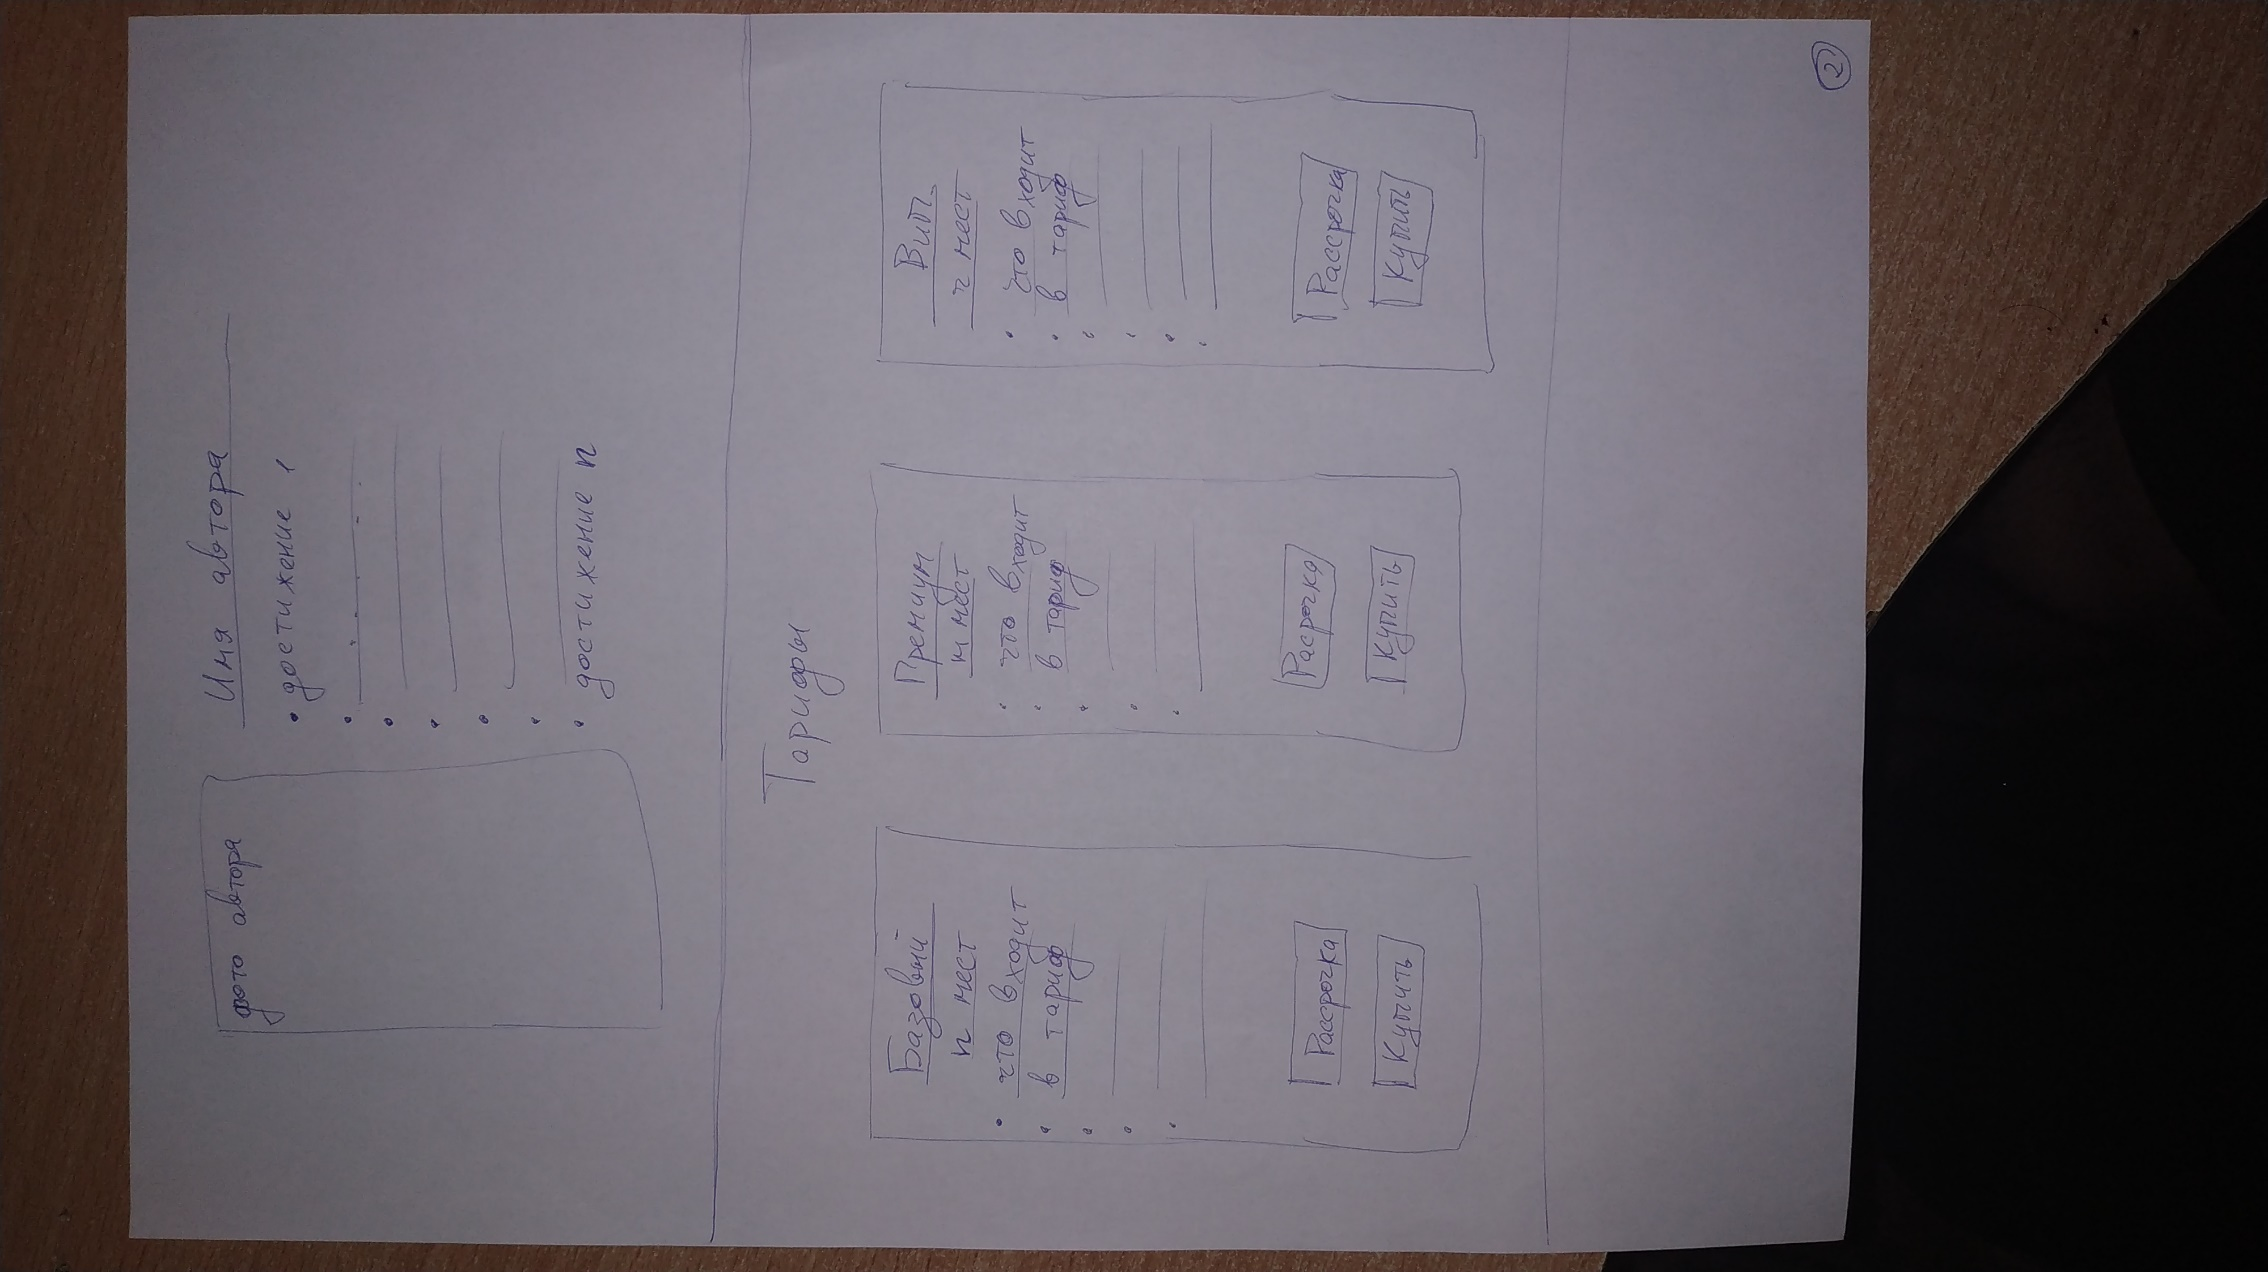 фото автора
Имя автора
• достижение 1
• достижение n
Тарифы
Базовый
n мест
• что входит
• в тариф
Рассрочка
Купить
Премиум
m мест
• что входит
• в тариф
Расрочка
Купить
Вип
ч мест
• что входит
• в тариф
Рассрочка
Купить
2